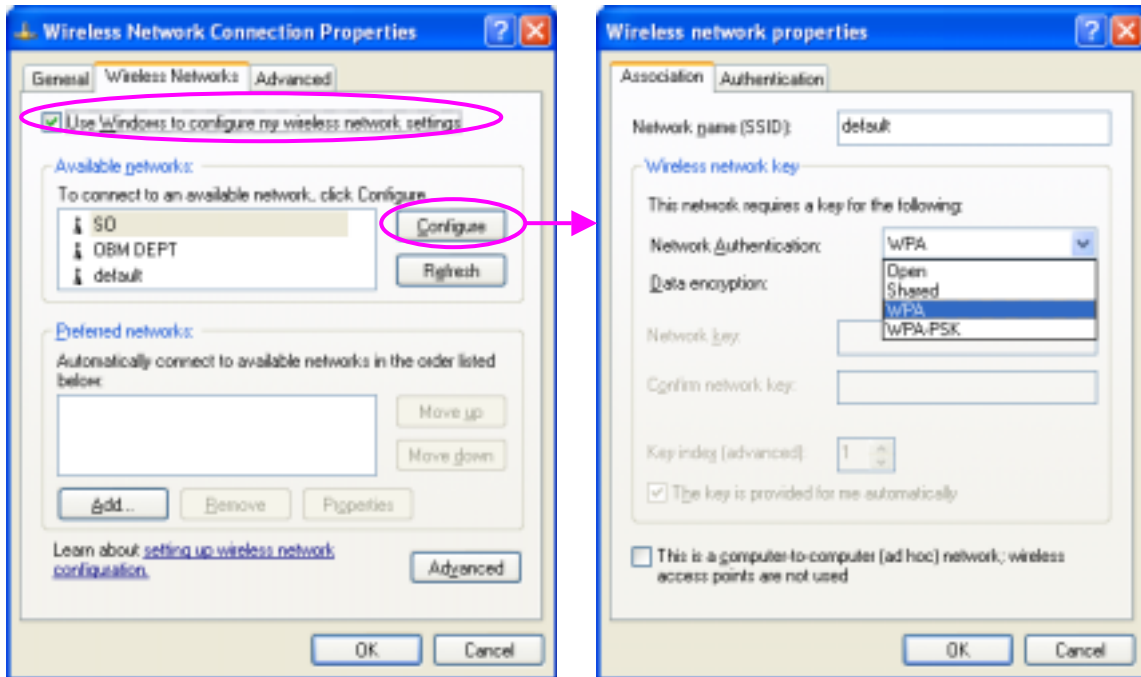 Wireless Network Connection Properties
General Wireless Networks Advanced
Use Windows to configure my wireless network settings
Available networks:
To connect to an available network, click Configure
SO
OBM DEPT
default
Configure
Refresh
Preferred networks:
Automatically connect to available networks in the order listed
below:
Move up
Move down
Add...
Remove
Properties
Learn about setting up wireless network
configuration.
Advanced
OK
Cancel
Wireless network properties
Association Authentication
Network name (SSID): default
Wireless network key
This network requires a key for the following:
Network Authentication: WPA
Open
Shared
WPA
WPA-PSK
Data encryption:
Network key:
Confirm network key:
Key index (advanced): 1
The key is provided for me automatically
This is a computer-to-computer (ad hoc) network; wireless
access points are not used
OK
Cancel